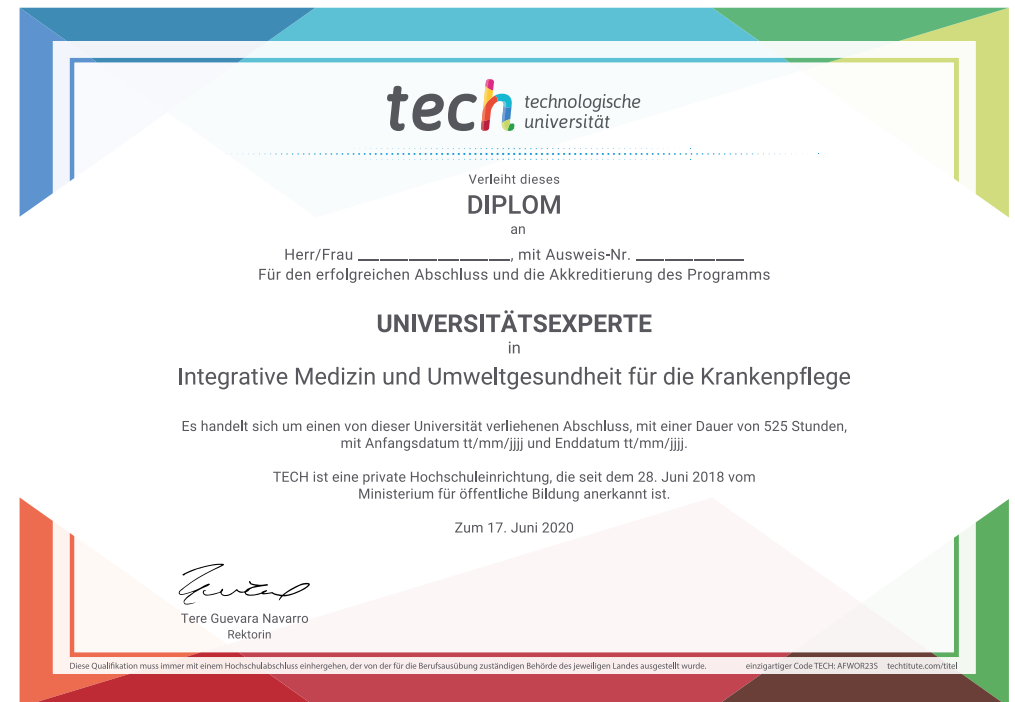 tech technologische
universität
Verleiht dieses
DIPLOM
an
Herr/Frau ____________________, mit Ausweis-Nr. ______________
Für den erfolgreichen Abschluss und die Akkreditierung des Programms
UNIVERSITÄTSEXPERTE
in
Integrative Medizin und Umweltgesundheit für die Krankenpflege
Es handelt sich um einen von dieser Universität verliehenen Abschluss, mit einer Dauer von 525 Stunden,
mit Anfangsdatum tt/mm/jjjj und Enddatum tt/mm/jjjj.
TECH ist eine private Hochschuleinrichtung, die seit dem 28. Juni 2018 vom
Ministerium für öffentliche Bildung anerkannt ist.
Zum 17. Juni 2020
Tere Guevara Navarro
Rektorin
Diese Qualifikation muss immer mit einem Hochschulabschluss einhergehen, der von der für die Berufsausübung zuständigen Behörde des jeweiligen Landes ausgestellt wurde. einzigartiger Code TECH: AFWOR23S techtitute.com/titel